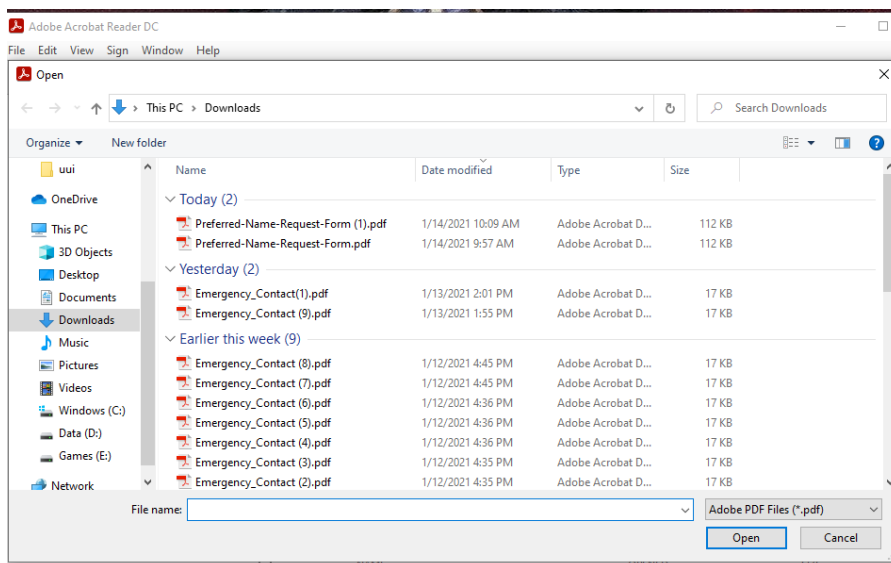 Adobe Acrobat Reader DC
File Edit View Sign Window Help
Open
This PC > Downloads
Search Downloads
Organize New folder
uui
OneDrive
This PC
3D Objects
Desktop
Documents
Downloads
Music
Pictures
Videos
Windows (C:)
Data (D:)
Games (E:)
Network
Name Date modified Type Size
Today (2)
Preferred-Name-Request-Form (1).pdf 1/14/2021 10:09 AM Adobe Acrobat D... 112 KB
Preferred-Name-Request-Form.pdf 1/14/2021 9:57 AM Adobe Acrobat D... 112 KB
Yesterday (2)
Emergency_Contact(1).pdf 1/13/2021 2:01 PM Adobe Acrobat D... 17 KB
Emergency_Contact (9).pdf 1/13/2021 1:55 PM Adobe Acrobat D... 17 KB
Earlier this week (9)
Emergency_Contact (8).pdf 1/12/2021 4:45 PM Adobe Acrobat D... 17 KB
Emergency_Contact (7).pdf 1/12/2021 4:45 PM Adobe Acrobat D... 17 KB
Emergency_Contact (6).pdf 1/12/2021 4:36 PM Adobe Acrobat D... 17 KB
Emergency_Contact (5).pdf 1/12/2021 4:36 PM Adobe Acrobat D... 17 KB
Emergency_Contact (4).pdf 1/12/2021 4:36 PM Adobe Acrobat D... 17 KB
Emergency_Contact (3).pdf 1/12/2021 4:35 PM Adobe Acrobat D... 17 KB
Emergency_Contact (2).pdf 1/12/2021 4:35 PM Adobe Acrobat D... 17 KB
File name: Adobe PDF Files (*.pdf)
Open Cancel